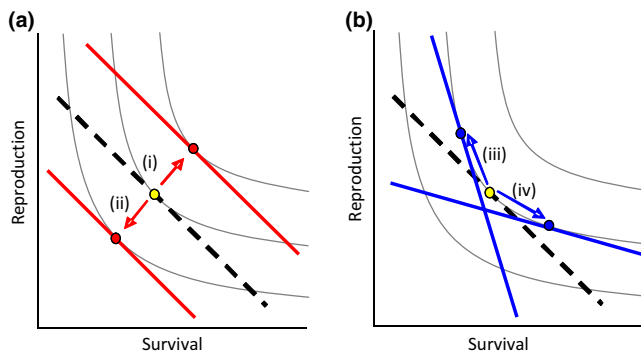 (a)
(i)
(ii)
Reproduction
Survival
(b)
(iii)
(iv)
Reproduction
Survival